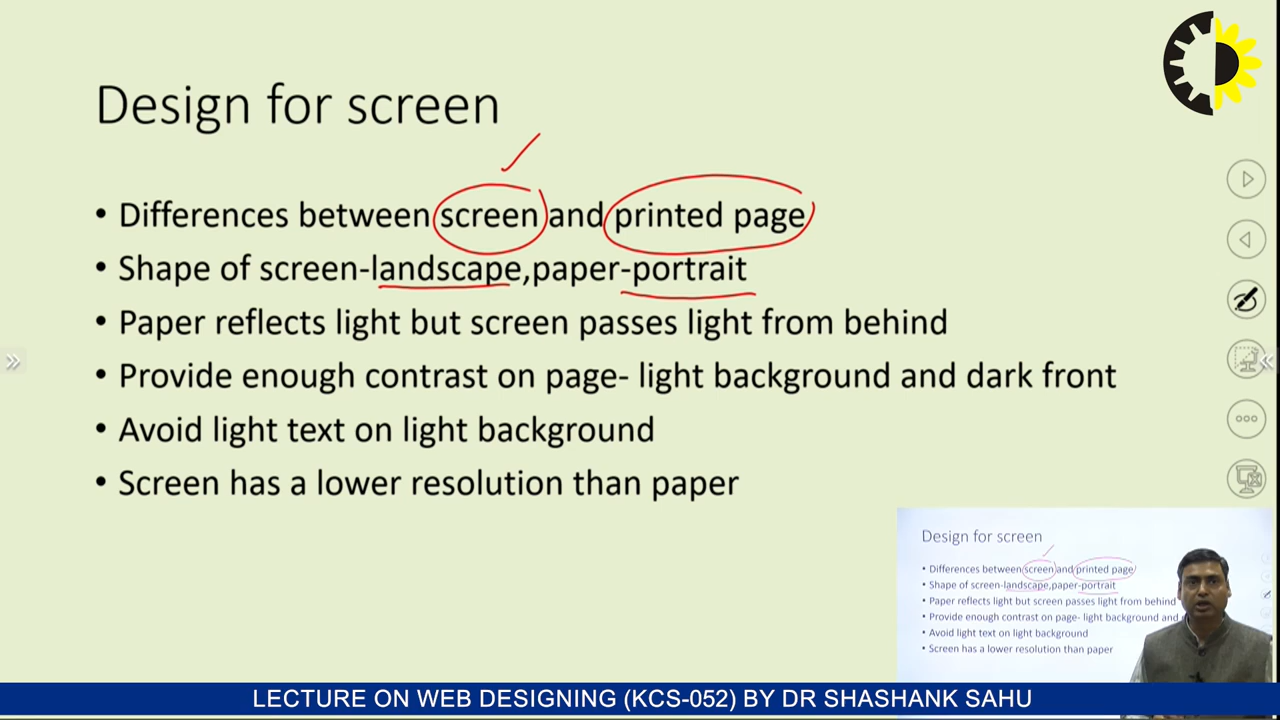 Design for screen
• Differences between screen and printed page
• Shape of screen-landscape,paper-portrait
• Paper reflects light but screen passes light from behind
• Provide enough contrast on page- light background and dark front
• Avoid light text on light background
• Screen has a lower resolution than paper
Design for screen
• Differences between screen and printed page
• Shape of screen-landscape,paper-portrait
• Paper reflects light but screen passes light from behind
• Provide enough contrast on page- light background and
• Avoid light text on light background
• Screen has a lower resolution than paper
LECTURE ON WEB DESIGNING (KCS-052) BY DR SHASHANK SAHU